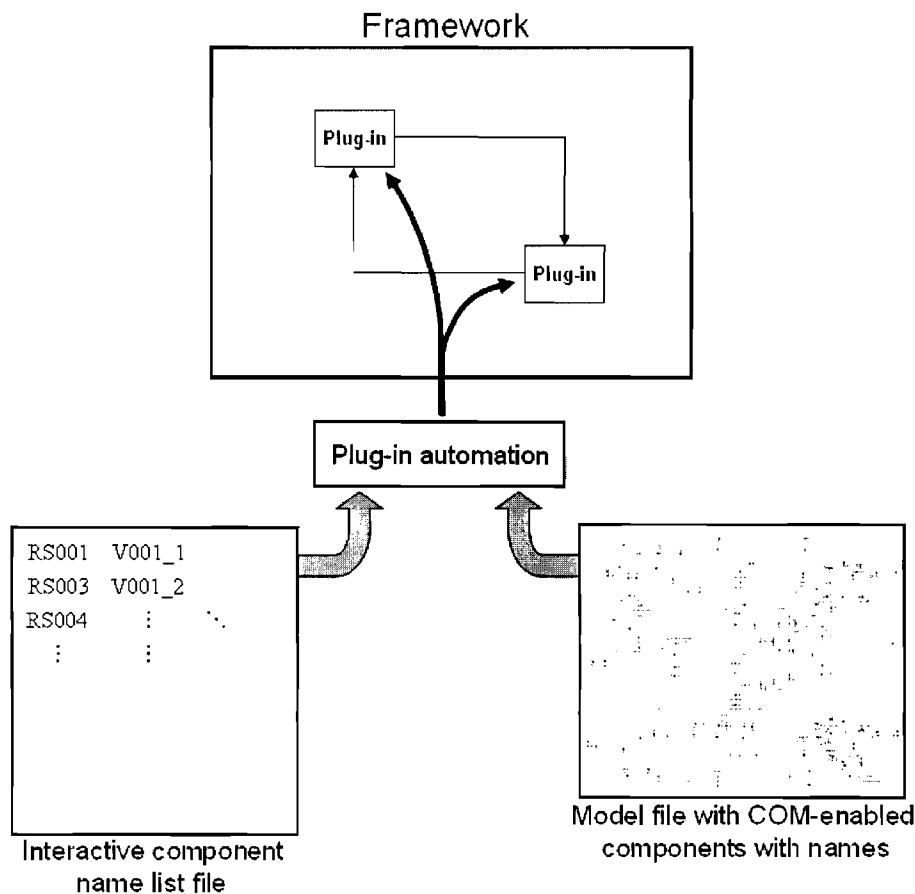 Framework
Plug-in
Plug-in
Plug-in automation
RS001 V001_1
RS003 V001_2
RS004 ⋮ ⋱
⋮ ⋮
Interactive component
name list file
Model file with COM-enabled
components with names